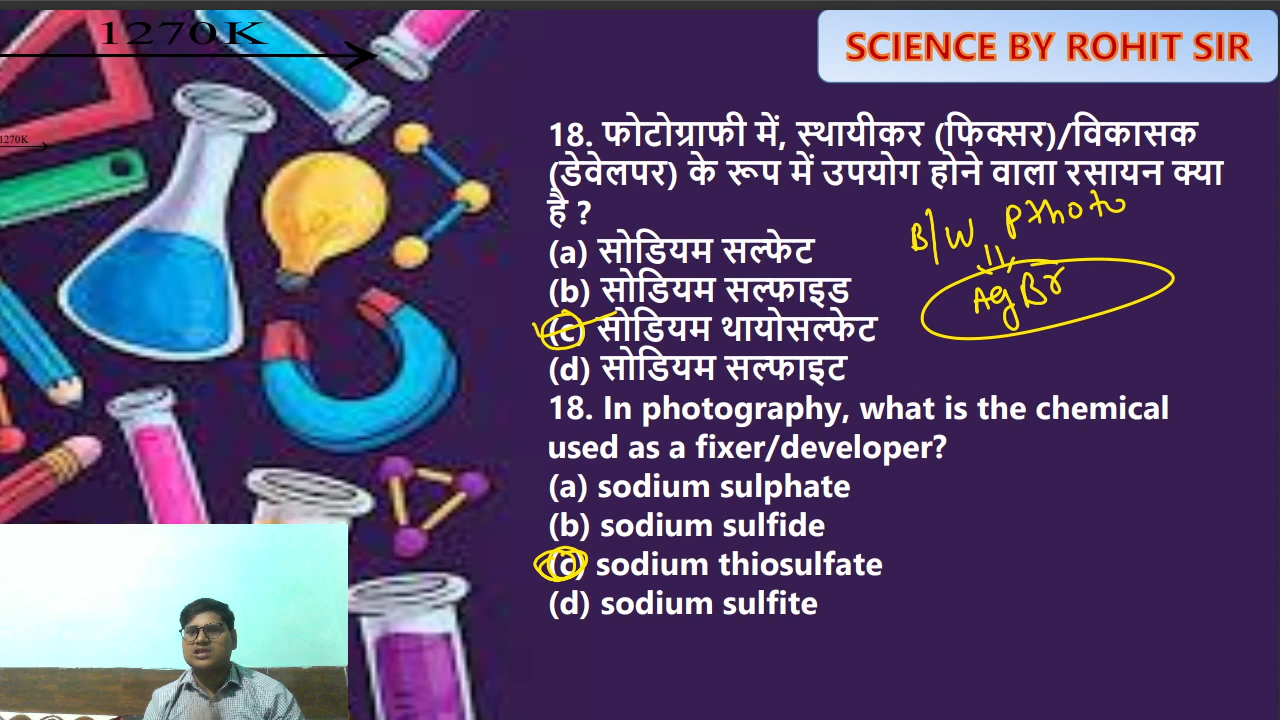 1270K
1270K
SCIENCE BY ROHIT SIR
18. फोटोग्राफी में, स्थायीकर (फिक्सर)/विकासक
(डेवेलपर) के रूप में उपयोग होने वाला रसायन क्या
है ?
B/W Photo
(a) सोडियम सल्फेट
(b) सोडियम सल्फाइड
AgBr
(c) सोडियम थायोसल्फेट
(d) सोडियम सल्फाइट
18. In photography, what is the chemical
used as a fixer/developer?
(a) sodium sulphate
(b) sodium sulfide
(c) sodium thiosulfate
(d) sodium sulfite